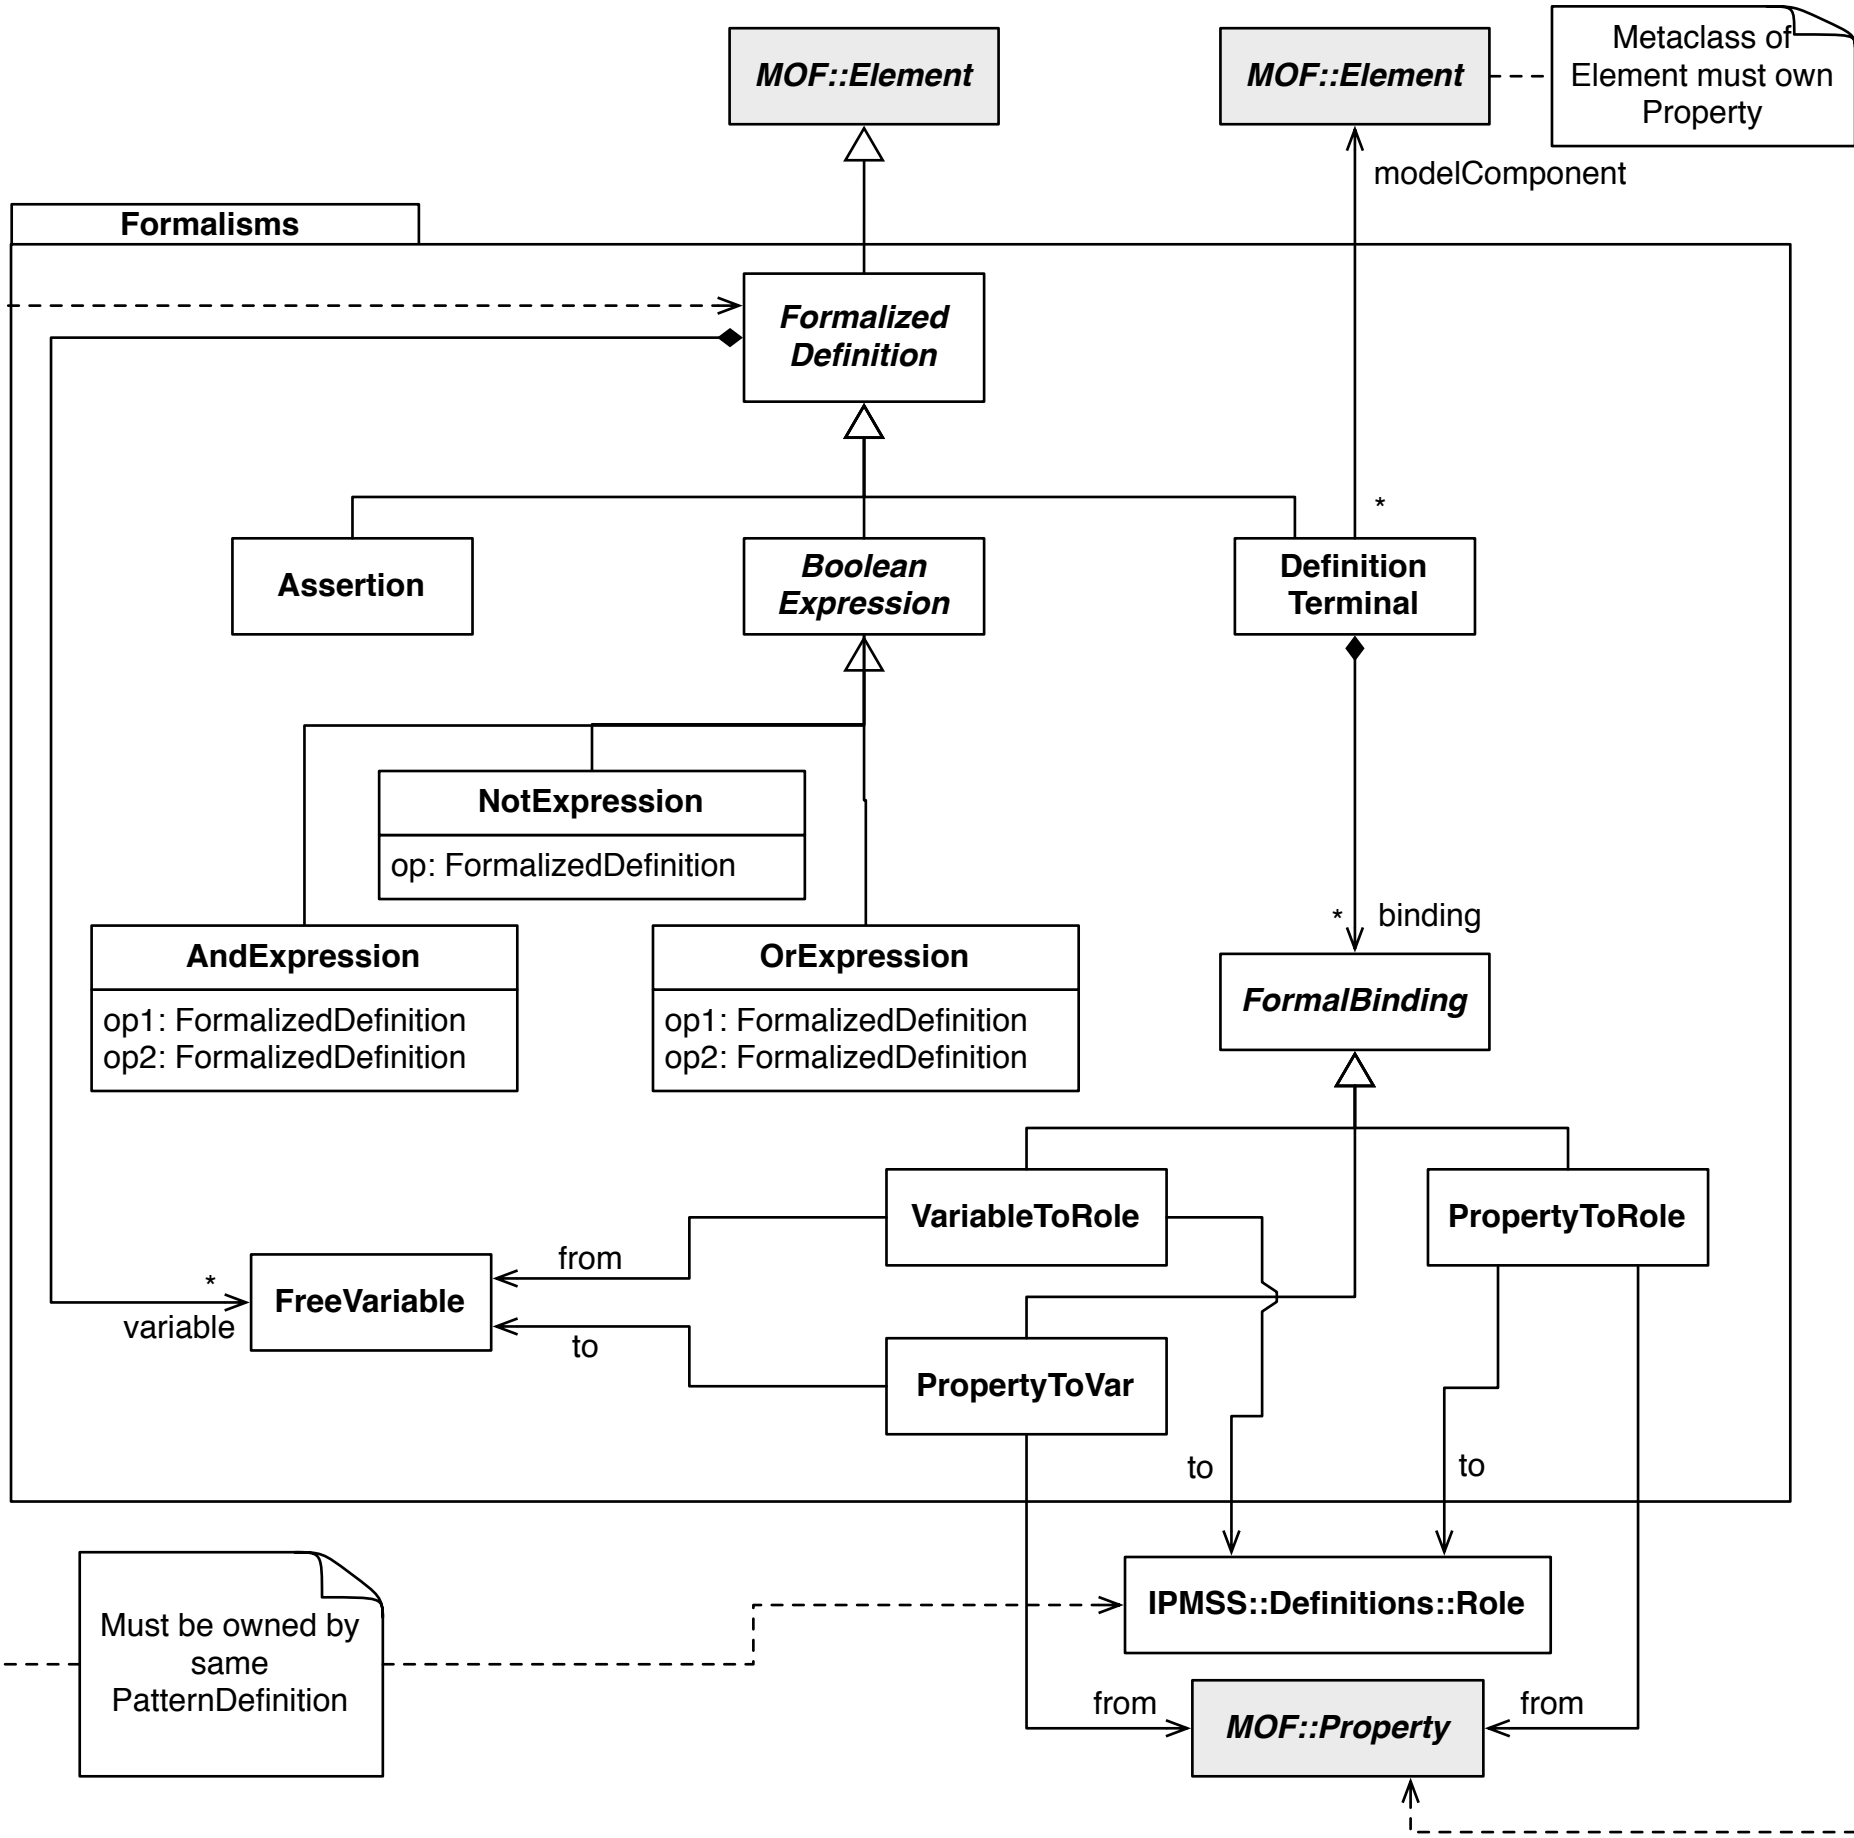 MOF::Element
MOF::Element
Metaclass of
Element must own
Property
modelComponent
Formalisms
Formalized
Definition
*
Assertion
Boolean
Expression
Definition
Terminal
NotExpression
op: FormalizedDefinition
* binding
AndExpression
op1: FormalizedDefinition
op2: FormalizedDefinition
OrExpression
op1: FormalizedDefinition
op2: FormalizedDefinition
FormalBinding
VariableToRole
PropertyToRole
from
*
variable
FreeVariable
to
PropertyToVar
to
to
Must be owned by
same
PatternDefinition
IPMSS::Definitions::Role
from
MOF::Property
from